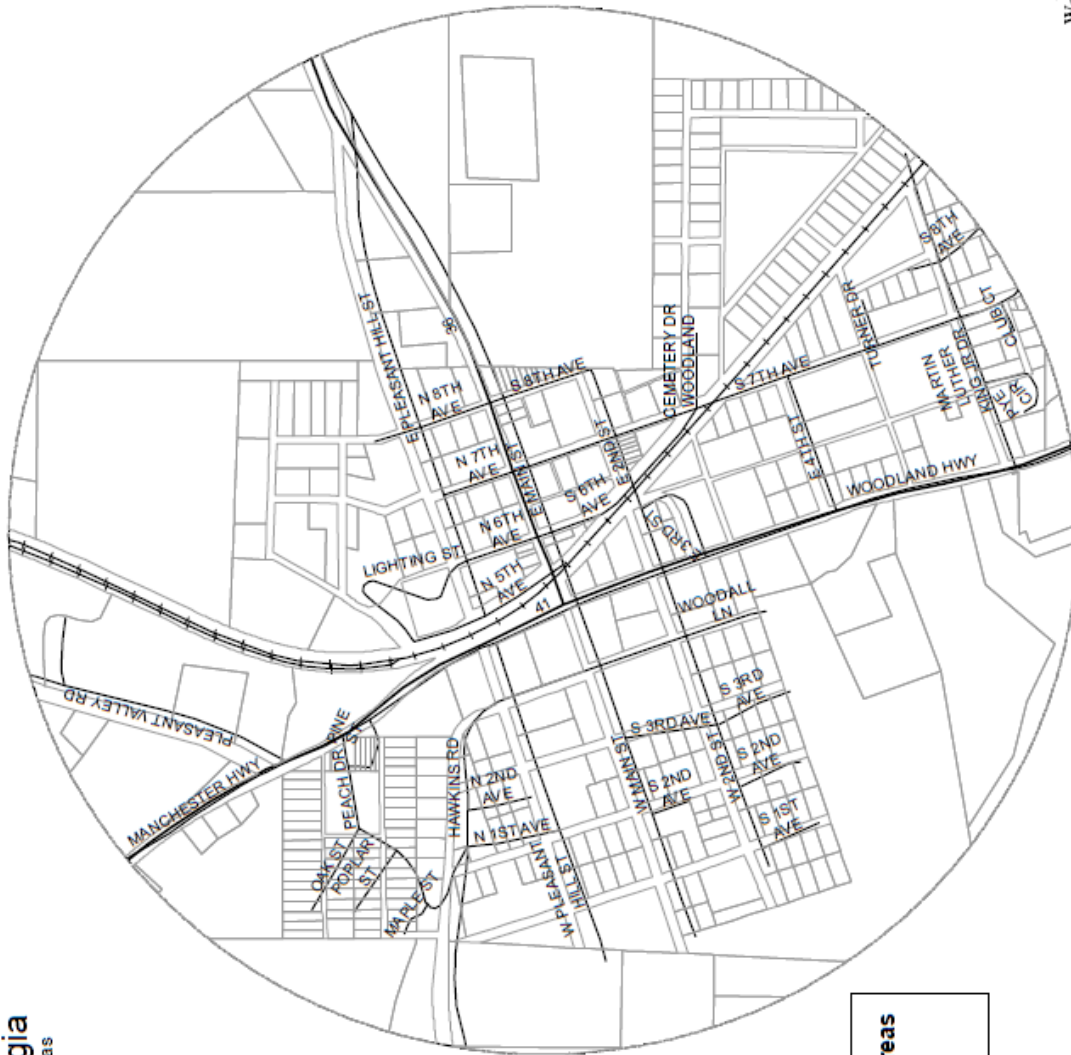 W
E PLEASANT HILL ST
36
N 8TH
AVE
S 8TH AVE
CEMETERY DR
WOODLAND
S 8TH
AVE
TURNER DR
CLUB CT
MARTIN
LUTHER
KING JR DR
PYE
CIR
S 7TH AVE
N 7TH
AVE
E MAIN ST
E 2ND ST
S 6TH
AVE
E 4TH ST
WOODLAND HWY
N 6TH
AVE
LIGHTING ST
N 5TH
AVE
41
E 3RD ST
WOODALL
LN
PLEASANT VALLEY RD
MANCHESTER HWY
PINE
ST
PEACH DR
HAWKINS RD
N 2ND
AVE
N 1ST AVE
S 3RD AVE
S 3RD
AVE
W MAIN ST
W 2ND ST
S 2ND
AVE
S 2ND
AVE
S 1ST
AVE
OAK ST
POPLAR
ST
MAPLE ST
W PLEASANT
HILL ST
gia
as
reas